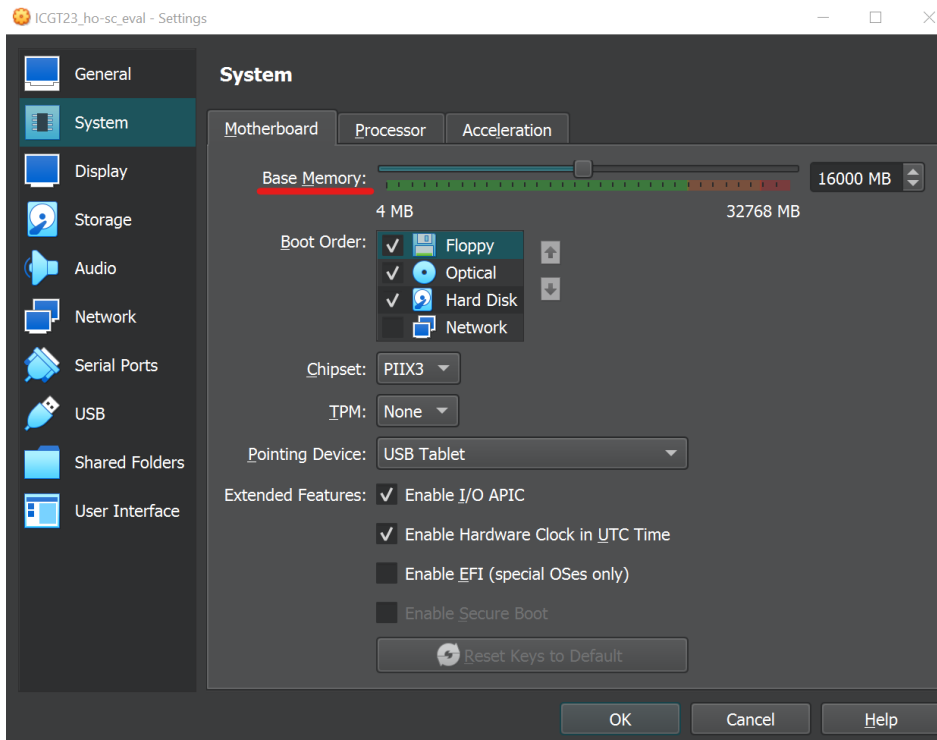 ICGT23_ho-sc_eval - Settings
General
System
Display
Storage
Audio
Network
Serial Ports
USB
Shared Folders
User Interface
System
Motherboard
Processor
Acceleration
Base Memory:
16000 MB
4 MB
32768 MB
Boot Order:
Floppy
Optical
Hard Disk
Network
Chipset:
PIIX3
TPM:
None
Pointing Device:
USB Tablet
Extended Features:
Enable I/O APIC
Enable Hardware Clock in UTC Time
Enable EFI (special OSes only)
Enable Secure Boot
Reset Keys to Default
OK
Cancel
Help